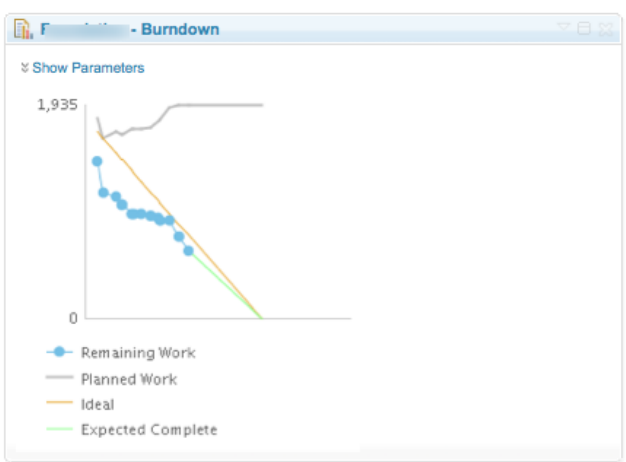 - Burndown
Show Parameters
1,935
0
Remaining Work
Planned Work
Ideal
Expected Complete